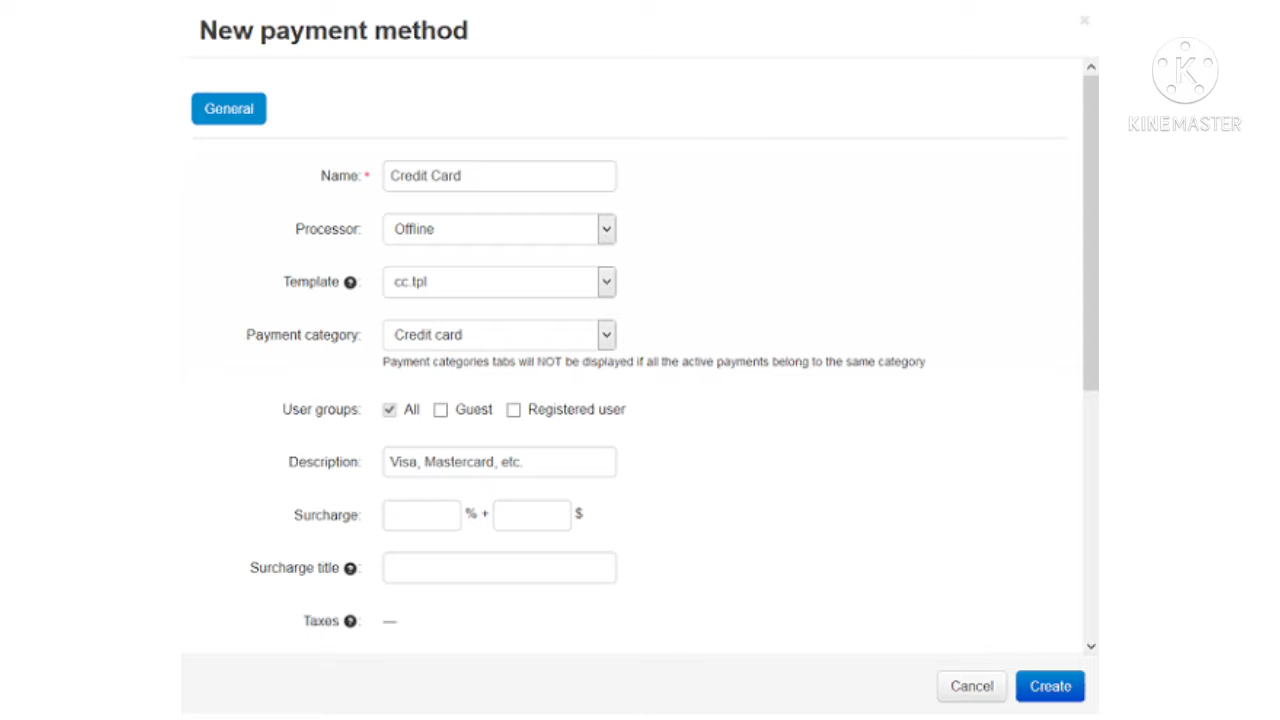 New payment method
K
KINEMASTER
General
Name: *
Credit Card
Processor:
Offline
Template ?:
cc.tpl
Payment category:
Credit card
Payment categories tabs will NOT be displayed if all the active payments belong to the same category
User groups:
All Guest Registered user
Description:
Visa, Mastercard, etc.
Surcharge:
% + $
Surcharge title ?:
Taxes ?: —
Cancel Create